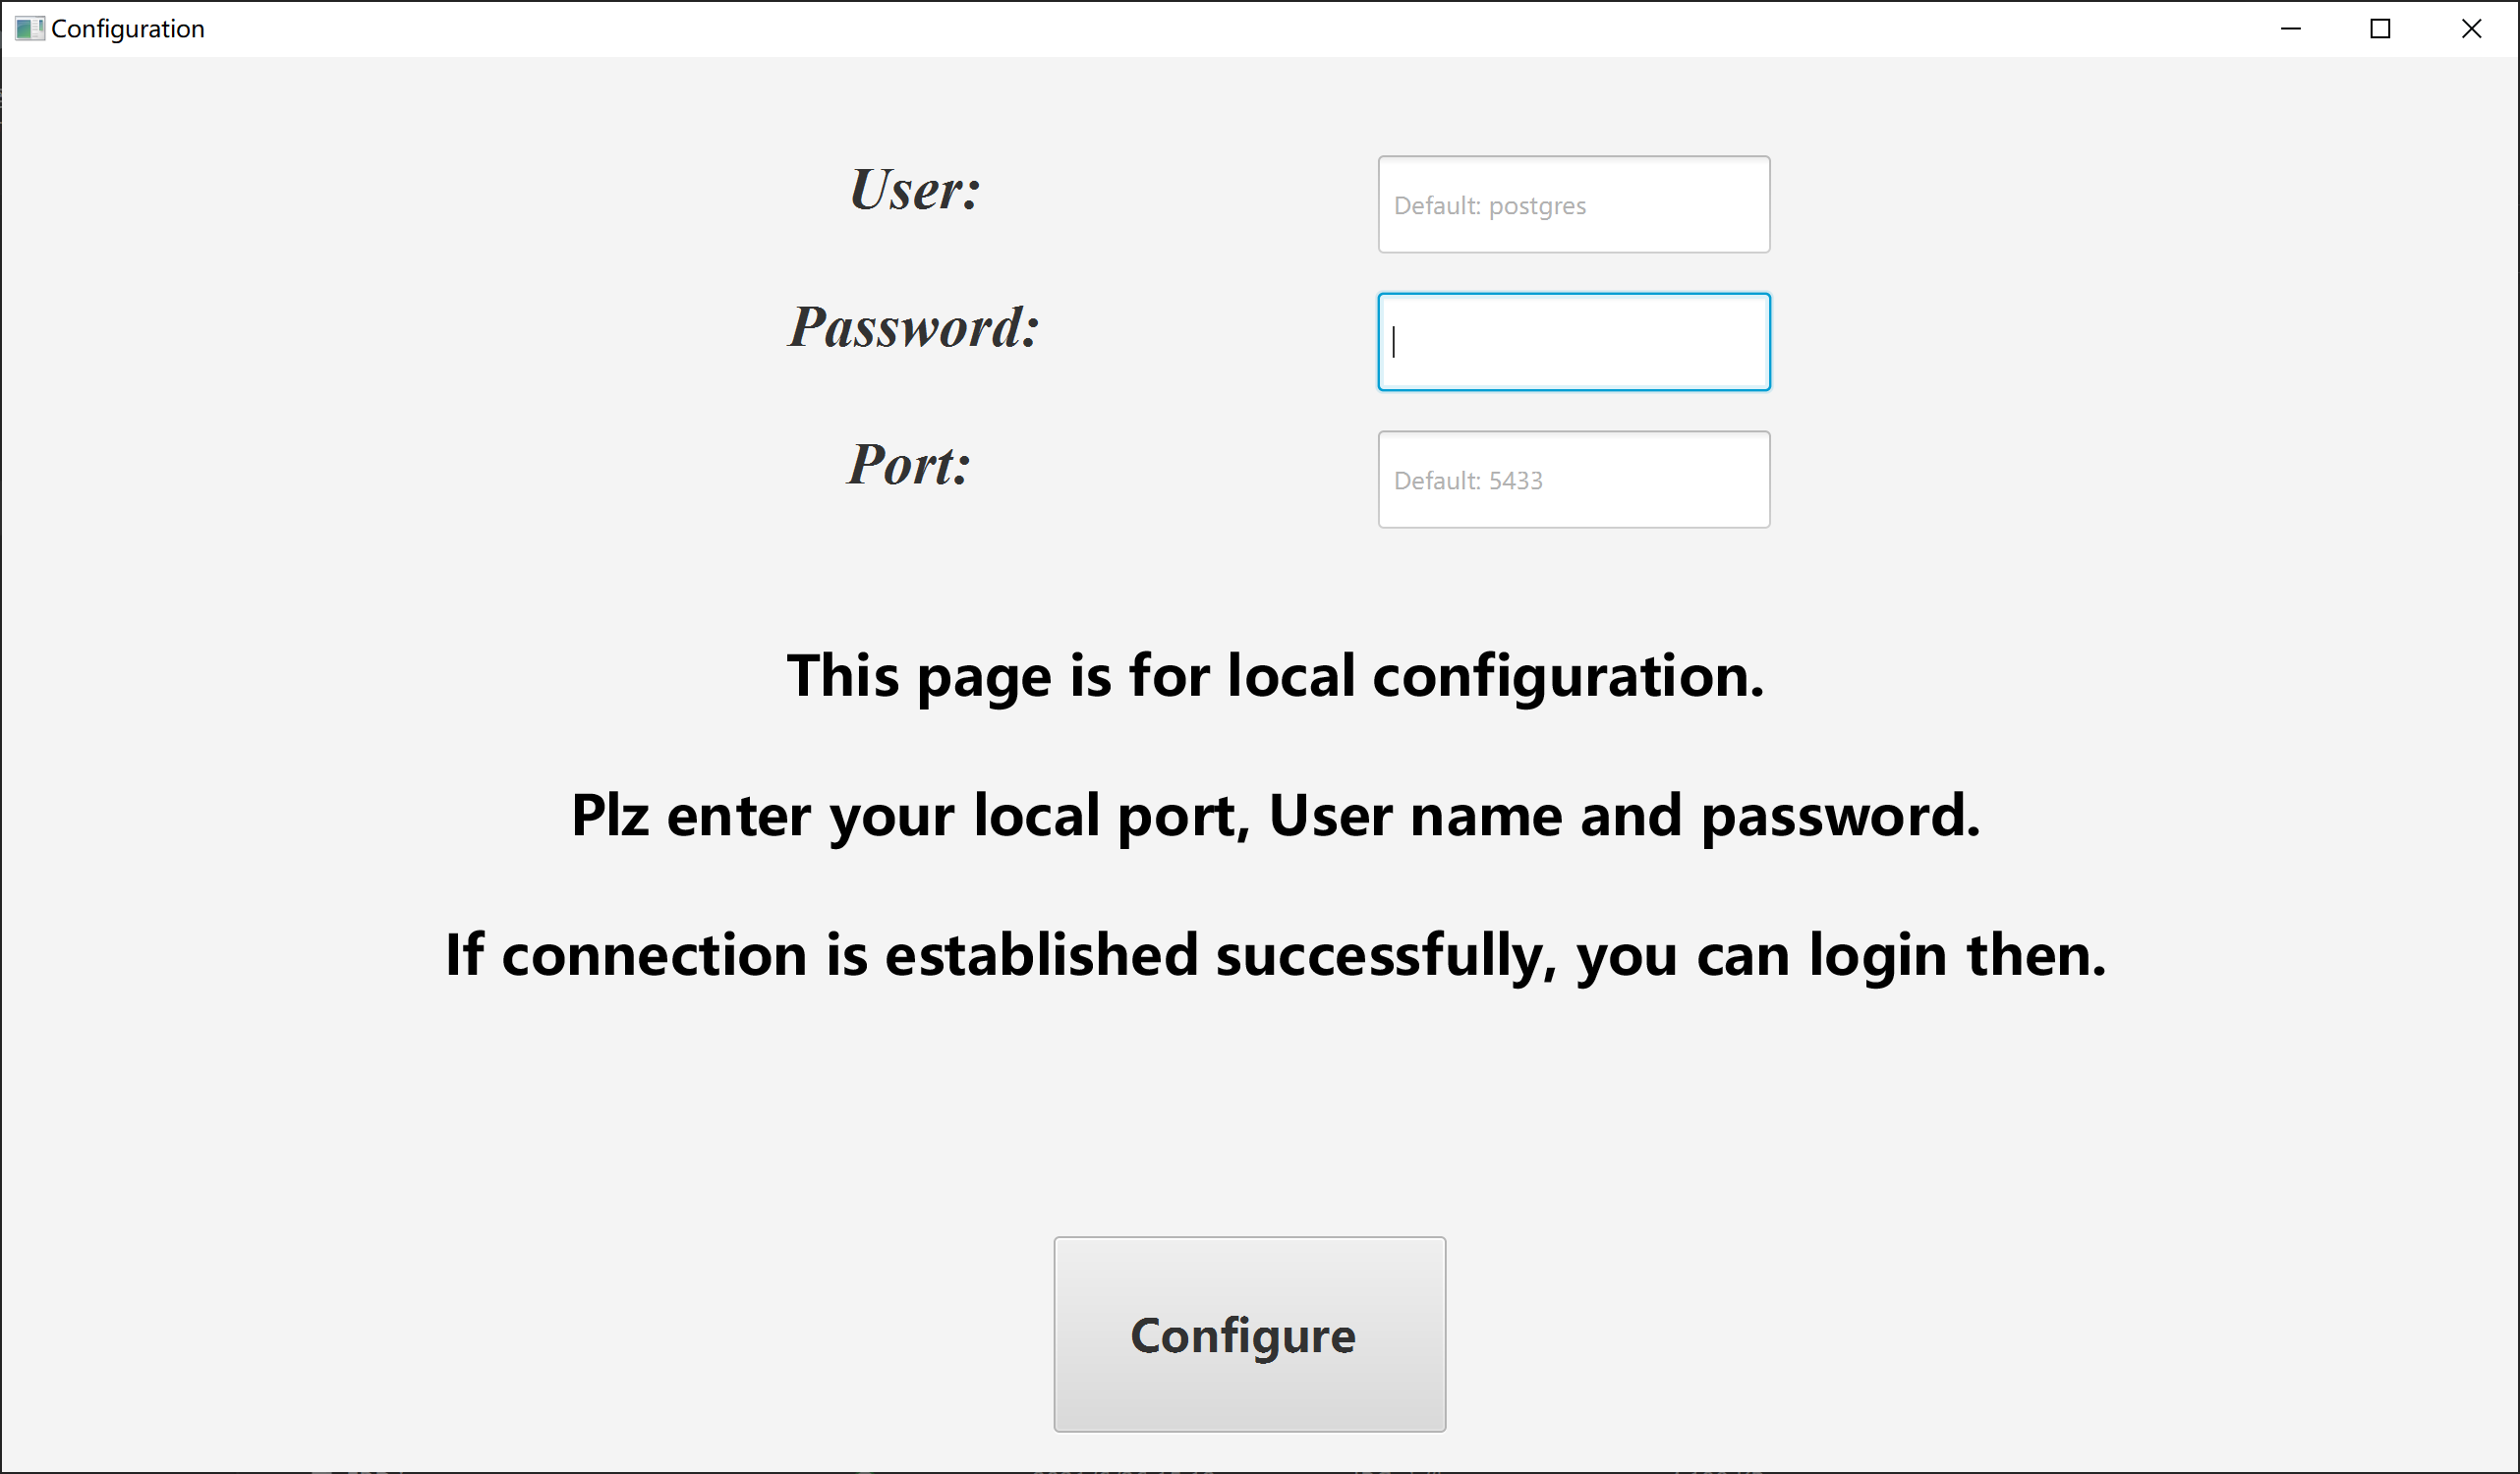 Configuration
User:
Default: postgres
Password:
Port:
Default: 5433
This page is for local configuration.
Plz enter your local port, User name and password.
If connection is established successfully, you can login then.
Configure